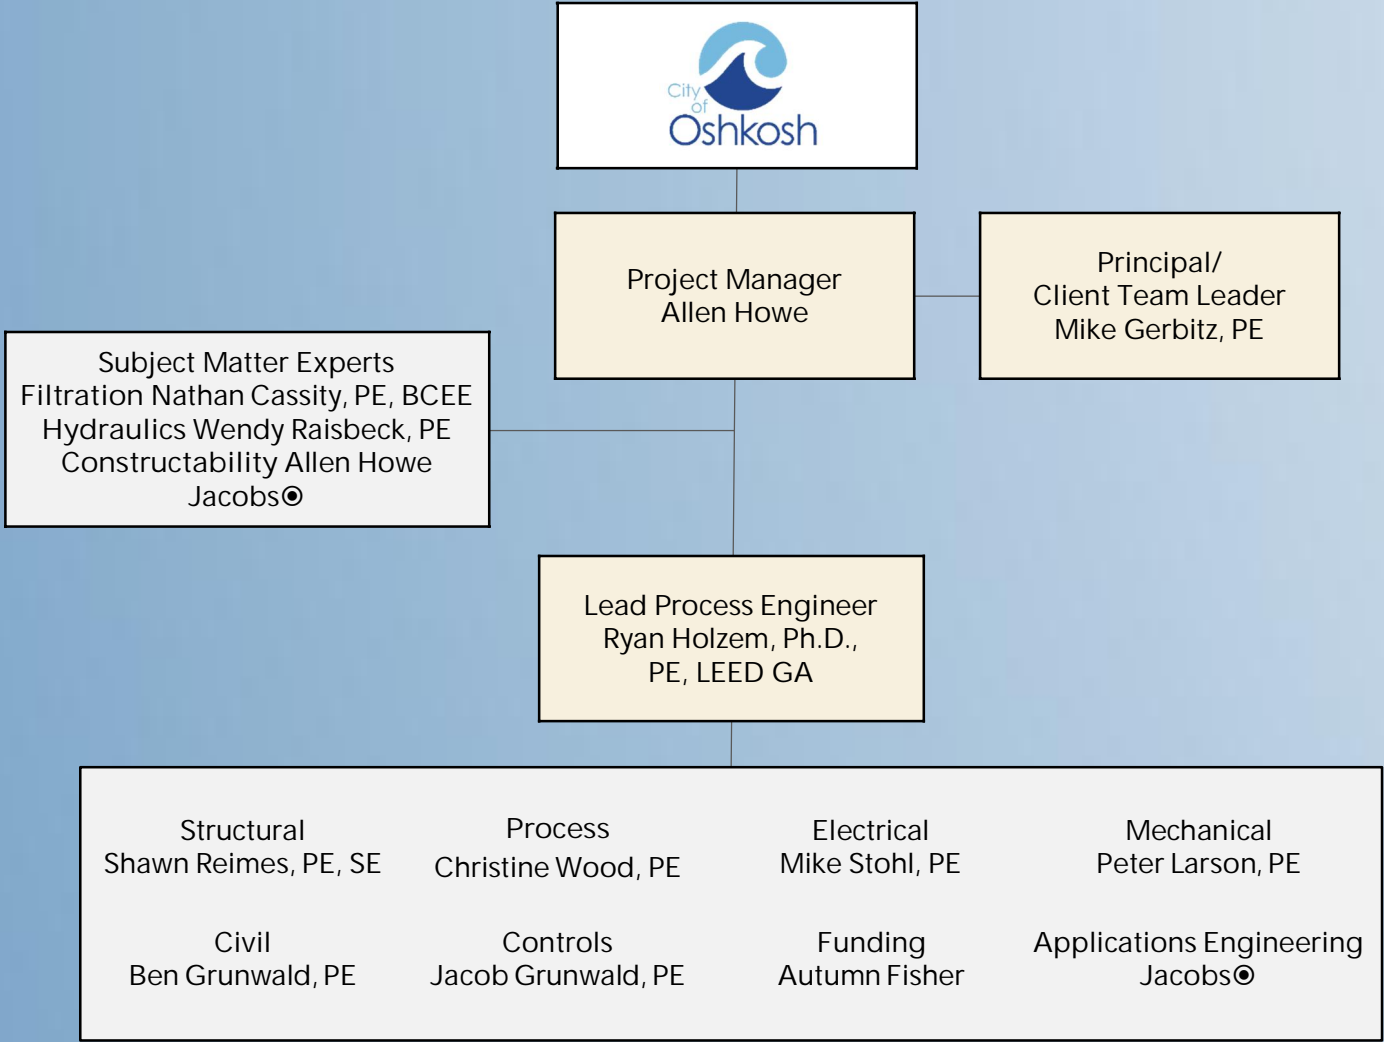 City
of
Oshkosh
Project Manager
Allen Howe
Principal/
Client Team Leader
Mike Gerbitz, PE
Subject Matter Experts
Filtration Nathan Cassity, PE, BCEE
Hydraulics Wendy Raisbeck, PE
Constructability Allen Howe
Jacobs⦿
Lead Process Engineer
Ryan Holzem, Ph.D.,
PE, LEED GA
Structural
Shawn Reimes, PE, SE
Process
Christine Wood, PE
Electrical
Mike Stohl, PE
Mechanical
Peter Larson, PE
Civil
Ben Grunwald, PE
Controls
Jacob Grunwald, PE
Funding
Autumn Fisher
Applications Engineering
Jacobs⦿